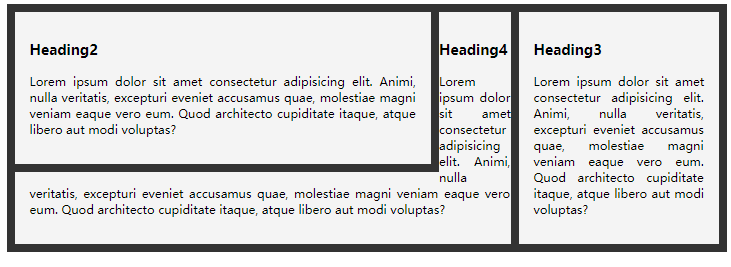 Heading2
Lorem ipsum dolor sit amet consectetur adipisicing elit. Animi,
nulla veritatis, excepturi eveniet accusamus quae, molestiae magni
veniam eaque vero eum. Quod architecto cupiditate itaque, atque
libero aut modi voluptas?
Heading4
Lorem
ipsum dolor
sit amet
consectetur
adipisicing
elit. Animi,
nulla
veritatis, excepturi eveniet accusamus quae, molestiae magni veniam eaque vero
eum. Quod architecto cupiditate itaque, atque libero aut modi voluptas?
Heading3
Lorem ipsum dolor sit amet
consectetur adipisicing elit.
Animi, nulla veritatis,
excepturi eveniet accusamus
quae, molestiae magni
veniam eaque vero eum.
Quod architecto cupiditate
itaque, atque libero aut modi
voluptas?